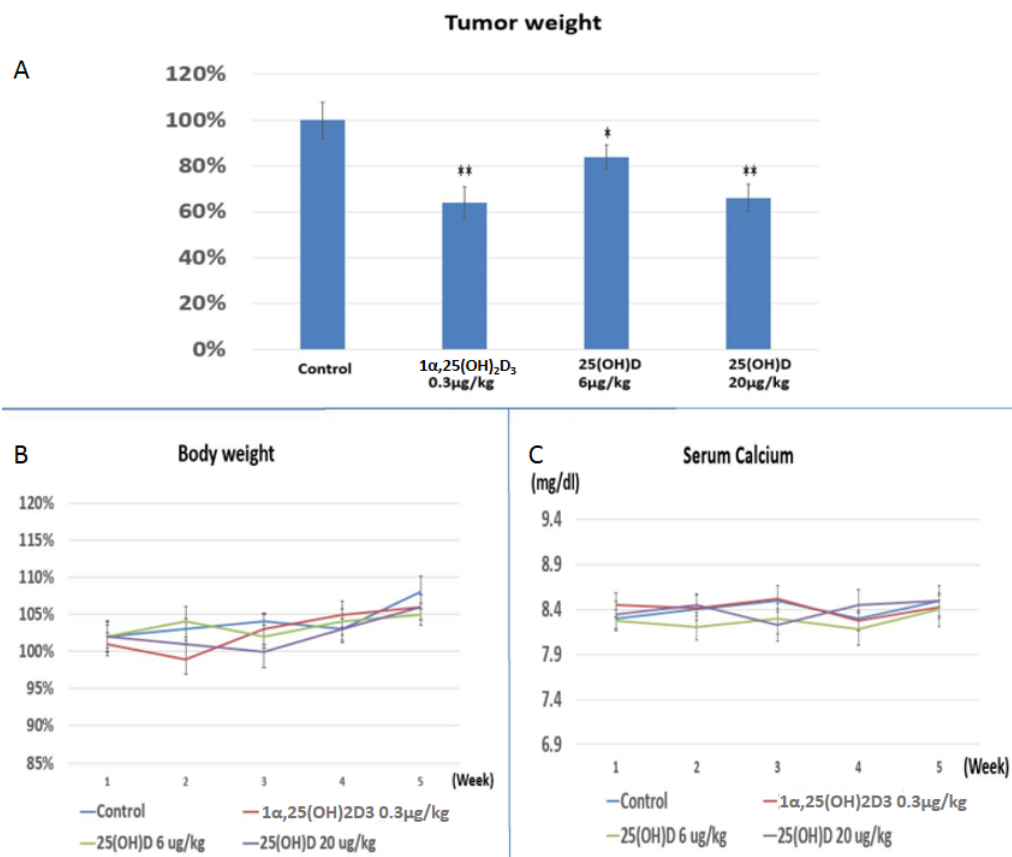 Tumor weight
A
120%
100%
80%
60%
40%
20%
0%
**
*
**
Control
1α,25(OH)₂D₃
0.3μg/kg
25(OH)D
6μg/kg
25(OH)D
20μg/kg
B
Body weight
120%
115%
110%
105%
100%
95%
90%
85%
1 2 3 4 5 (Week)
Control 1α,25(OH)2D3 0.3μg/kg
25(OH)D 6 ug/kg 25(OH)D 20 ug/kg
C
Serum Calcium
(mg/dl)
9.4
8.9
8.4
7.9
7.4
6.9
1 2 3 4 5 (Week)
Control 1α,25(OH)2D3 0.3μg/kg
25(OH)D 6 ug/kg 25(OH)D 20 ug/kg